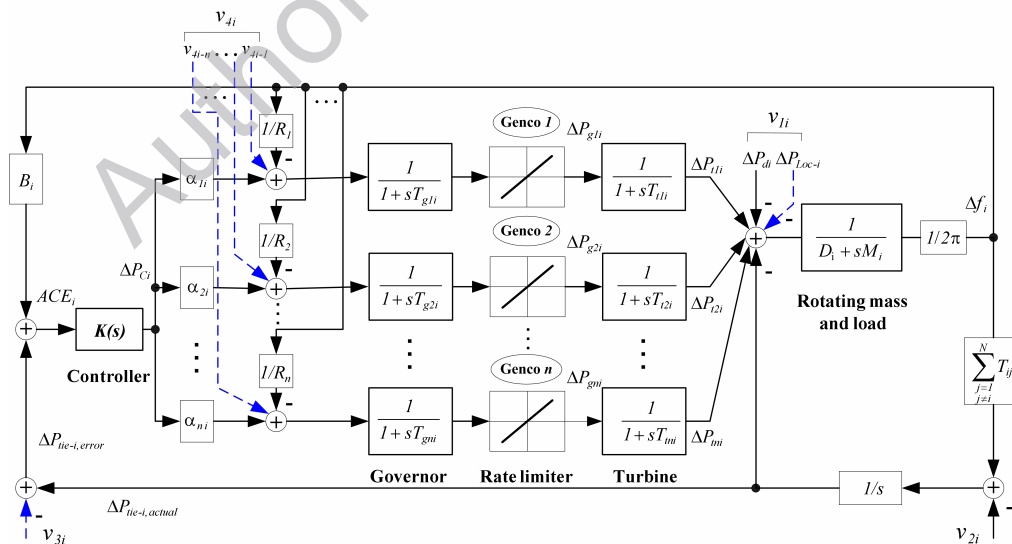 v4i
v4i-n ... v4i-1
Author
...
...
1/R1
-
Genco 1
ΔPg1i
v1i
ΔPdi ΔPLoc-i
Bi
α1i
+
1
1+sTg1i
1
1+sTt1i
ΔPt1i
-
-
Δfi
1/R2
-
Genco 2
ΔPg2i
+
1
Di + sMi
1/2π
-
ΔPCi
α2i
+
1
1+sTg2i
1
1+sTt2i
ΔPt2i
Rotating mass
and load
ACEi
+
K(s)
Controller
1/Rn
-
Genco n
ΔPgni
N
∑ Tij
j=1
j≠i
αni
+
1
1+sTgni
1
1+sTtni
ΔPtni
ΔPtie-i,error
Governor
Rate limiter
Turbine
+
ΔPtie-i,actual
1/s
+
-
v3i
-
v2i